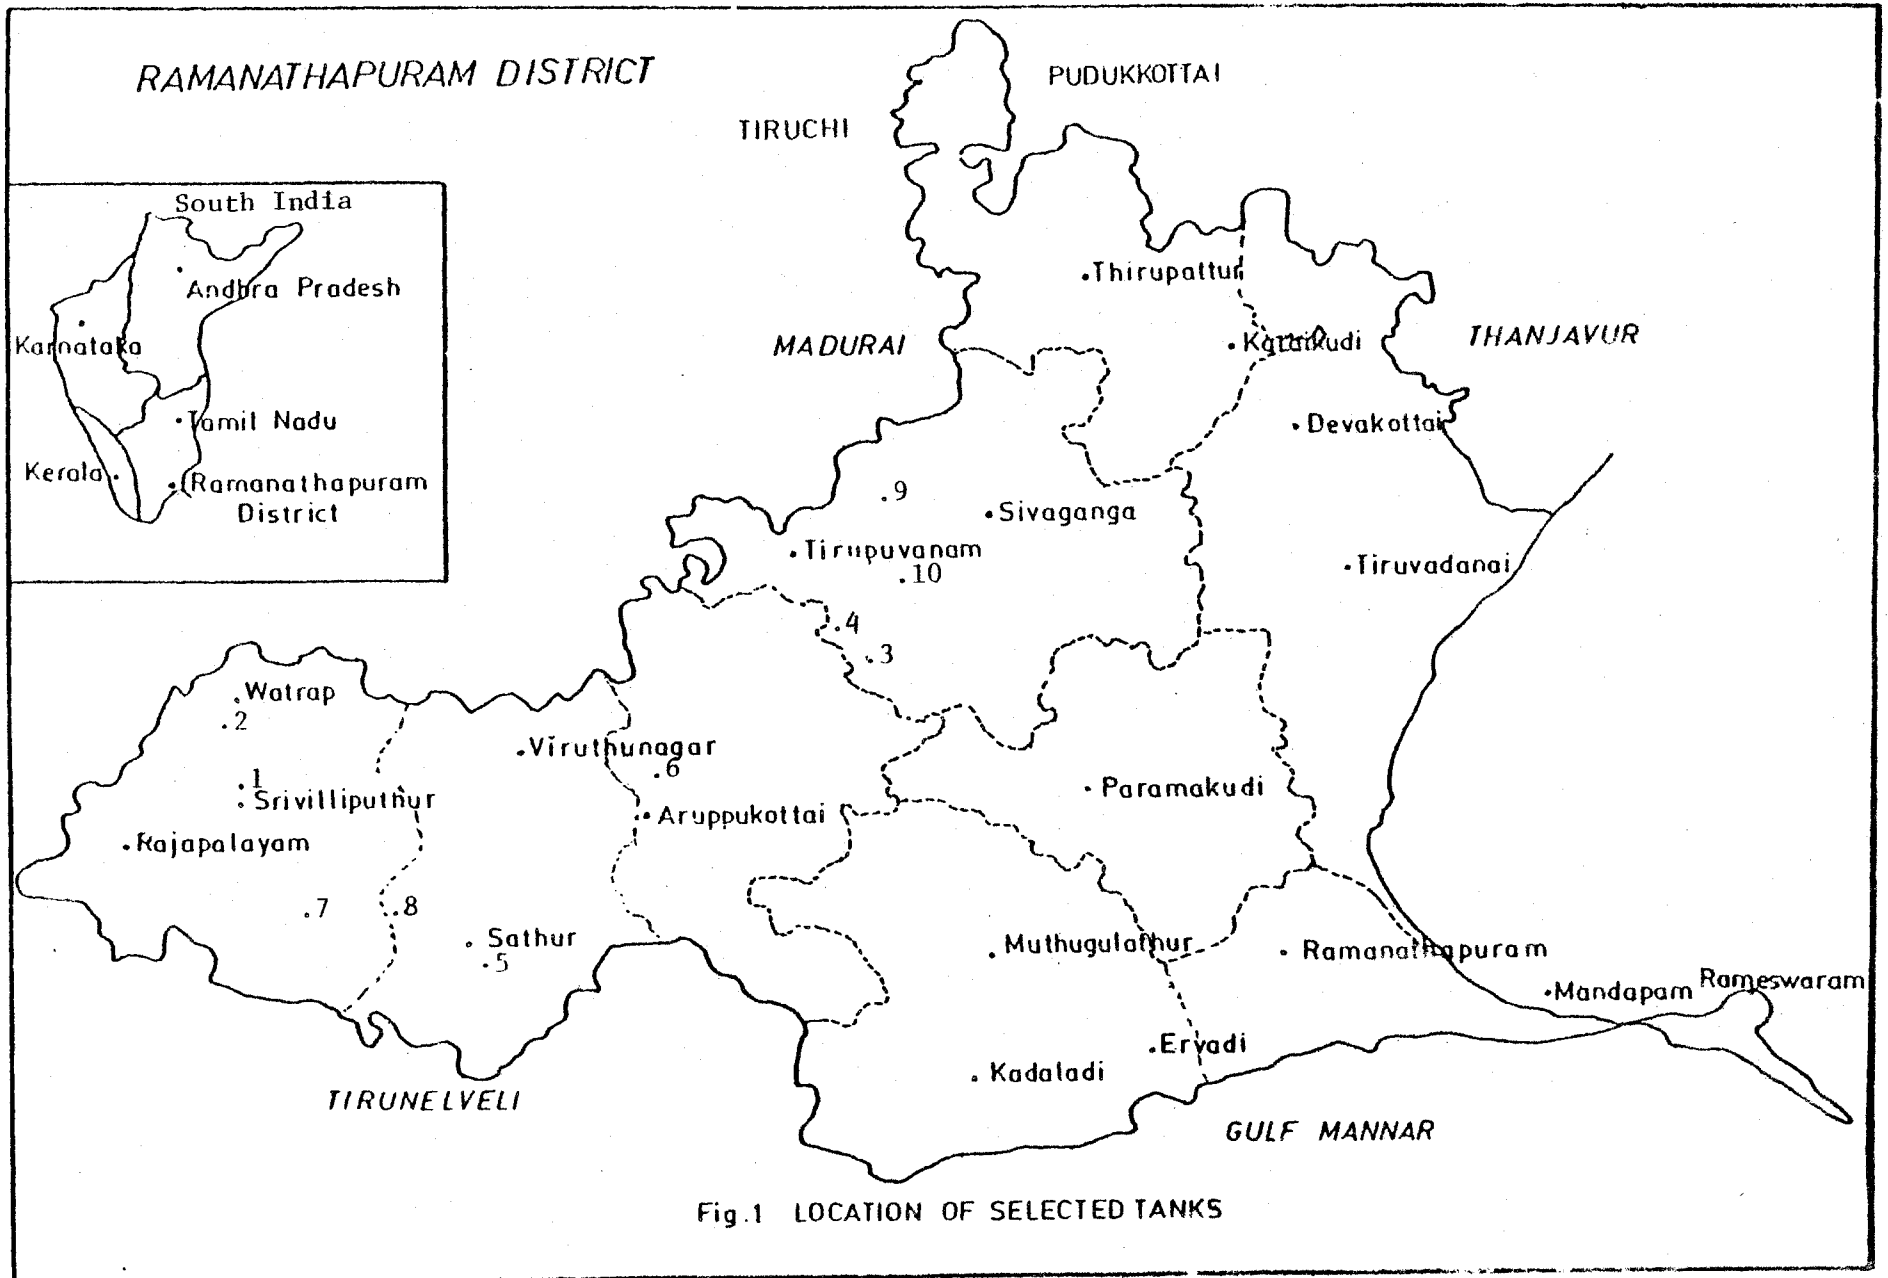 RAMANATHAPURAM DISTRICT
PUDUKKOTTAI
TIRUCHI
South India
Andhra Pradesh
Karnataka
Tamil Nadu
Kerala
Ramanathapuram
District
Thirupattur
MADURAI
Karaikudi
THANJAVUR
Devakottai
9
Sivaganga
Tirupuvanam
10
Tiruvadanai
4
3
Watrap
2
Viruthunagar
6
1
Srivilliputhur
Paramakudi
Aruppukottai
Rajapalayam
7
8
Sathur
5
Muthugulathur
Ramanathapuram
Mandapam
Rameswaram
Ervadi
Kadaladi
TIRUNELVELI
GULF MANNAR
Fig.1 LOCATION OF SELECTED TANKS